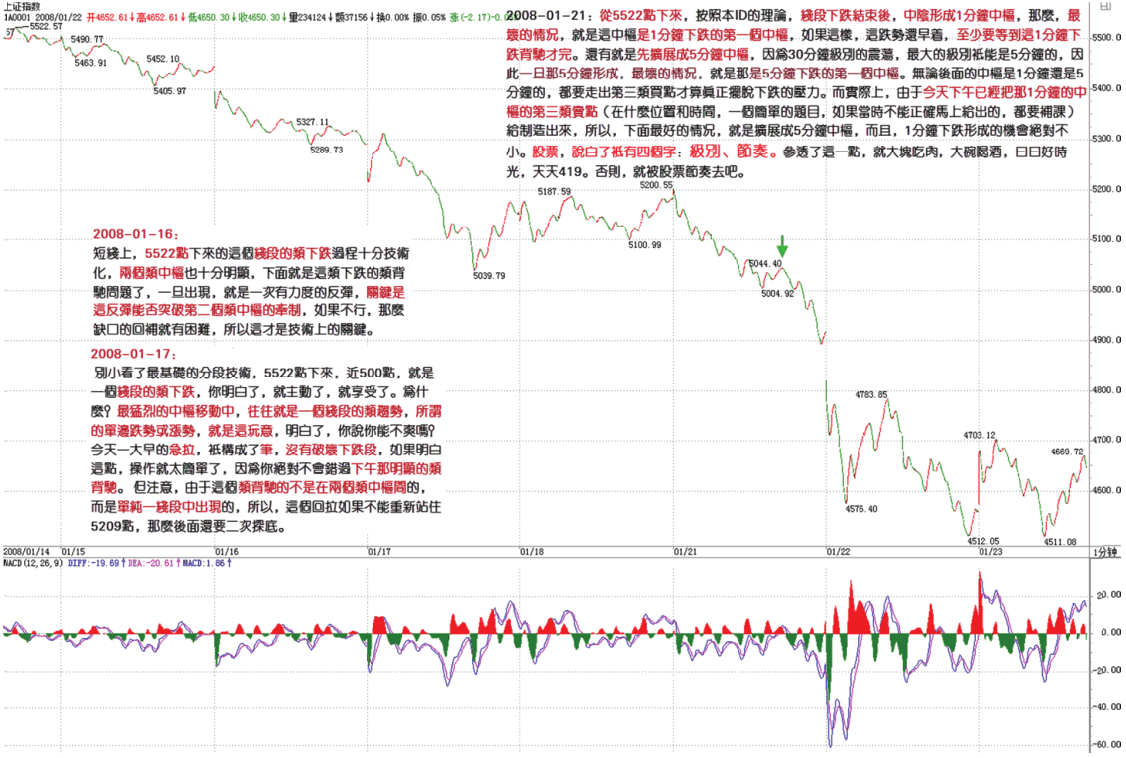 上证指数
1A0001 2008/01/22 开4652.61↓高4652.61↓低4650.30↓收4650.30↓量234124↓额37156↓换0.00% 振0.05% 涨(-2.17)-0.0
2008-01-21：從5522點下來，按照本ID的理論，綫段下跌結束後，中陰形成1分鐘中樞，那麽，最
壞的情況，就是這中樞是1分鐘下跌的第一個中樞，如果這樣，這跌勢還早着，至少要等到這1分鐘下
跌背馳才完。還有就是先擴展成5分鐘中樞，因爲30分鐘級別的震蕩，最大的級別衹能是5分鐘的，因
此一旦那5分鐘形成，最壞的情況，就是那是5分鐘下跌的第一個中樞。無論後面的中樞是1分鐘還是5
分鐘的，都要走出第三類買點才算真正擺脫下跌的壓力。而實際上，由于今天下午已經把那1分鐘的中
樞的第三類賣點（在什麽位置和時間，一個簡單的題目，如果當時不能正確馬上給出的，都要補課）
給制造出來，所以，下面最好的情況，就是擴展成5分鐘中樞，而且，1分鐘下跌形成的機會絕對不
小。股票，說白了衹有四個字：級別、節奏。參透了這一點，就大塊吃肉，大碗喝酒，日日好時
光，天天419。否則，就被股票節奏去吧。
2008-01-16：
短綫上，5522點下來的這個綫段的類下跌過程十分技術
化，兩個類中樞也十分明顯，下面就是這類下跌的類背
馳問題了，一旦出現，就是一次有力度的反彈，關鍵是
這反彈能否突破第二個類中樞的牽制，如果不行，那麽
缺口的回補就有困難，所以這才是技術上的關鍵。
2008-01-17：
別小看了最基礎的分段技術，5522點下來，近500點，就是
一個綫段的類下跌，你明白了，就主動了，就享受了。爲什
麽？最猛烈的中樞移動中，往往就是一個綫段的類趨勢，所謂
的單邊跌勢或漲勢，就是這玩意，明白了，你說你能不爽嗎？
今天一大早的急拉，衹構成了筆，沒有破壞下跌段，如果明白
這點，操作就太簡單了，因爲你絕對不會錯過下午那明顯的類
背馳。但注意，由于這個類背馳的不是在兩個類中樞間的，
而是單純一綫段中出現的，所以，這個回拉如果不能重新站住
5209點，那麽後面還要二次探底。
57
5522.57
5490.77
5463.91
5452.10
5405.97
5327.11
5289.73
5039.79
5187.59
5100.99
5200.55
5044.40
5004.92
4783.85
4576.40
4703.12
4512.05
4669.72
4511.08
5500.0
5400.0
5300.0
5200.0
5100.0
5000.0
4900.0
4800.0
4700.0
4600.0
2008/01/14 01/15 01/16 01/17 01/18 01/21 01/22 01/23 1分钟
MACD(12,26,9) DIFF:-19.69↑DEA:-20.61↑MACD:1.86↑
20.00
0.00
-20.00
-40.00
-60.00